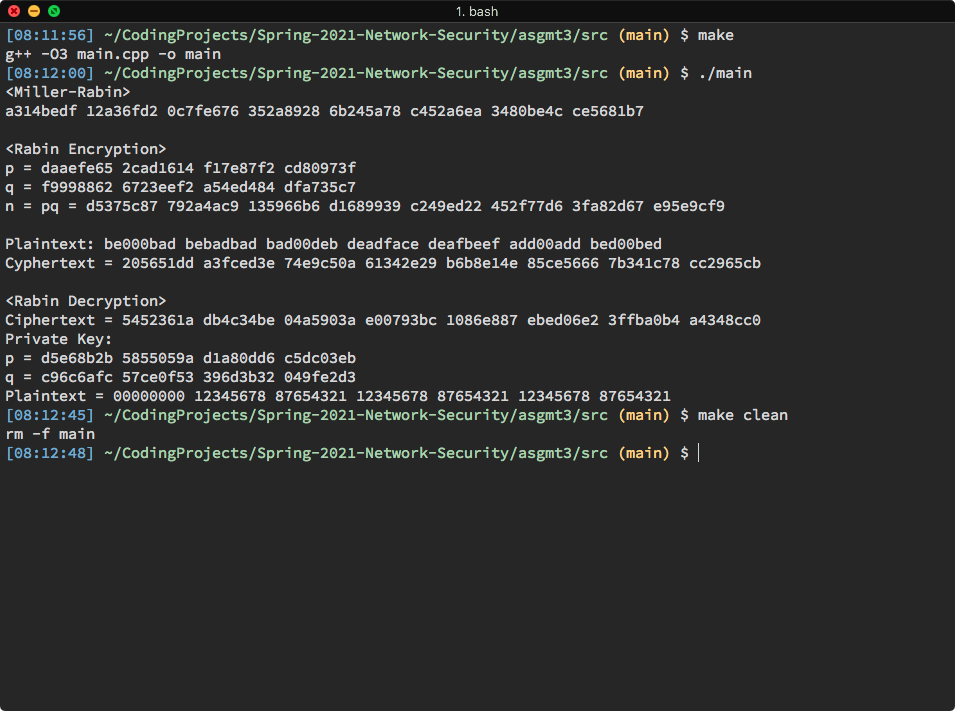 1. bash
[08:11:56] ~/CodingProjects/Spring-2021-Network-Security/asgmt3/src (main) $ make
g++ -O3 main.cpp -o main
[08:12:00] ~/CodingProjects/Spring-2021-Network-Security/asgmt3/src (main) $ ./main
<Miller-Rabin>
a314bedf 12a36fd2 0c7fe676 352a8928 6b245a78 c452a6ea 3480be4c ce5681b7

<Rabin Encryption>
p = daaefe65 2cad1614 f17e87f2 cd80973f
q = f9998862 6723eef2 a54ed484 dfa735c7
n = pq = d5375c87 792a4ac9 135966b6 d1689939 c249ed22 452f77d6 3fa82d67 e95e9cf9

Plaintext: be000bad bebadbad bad00deb deadface deafbeef add00add bed00bed
Cyphertext = 205651dd a3fced3e 74e9c50a 61342e29 b6b8e14e 85ce5666 7b341c78 cc2965cb

<Rabin Decryption>
Ciphertext = 5452361a db4c34be 04a5903a e00793bc 1086e887 ebed06e2 3ffba0b4 a4348cc0
Private Key:
p = d5e68b2b 5855059a d1a80dd6 c5dc03eb
q = c96c6afc 57ce0f53 396d3b32 049fe2d3
Plaintext = 00000000 12345678 87654321 12345678 87654321 12345678 87654321
[08:12:45] ~/CodingProjects/Spring-2021-Network-Security/asgmt3/src (main) $ make clean
rm -f main
[08:12:48] ~/CodingProjects/Spring-2021-Network-Security/asgmt3/src (main) $